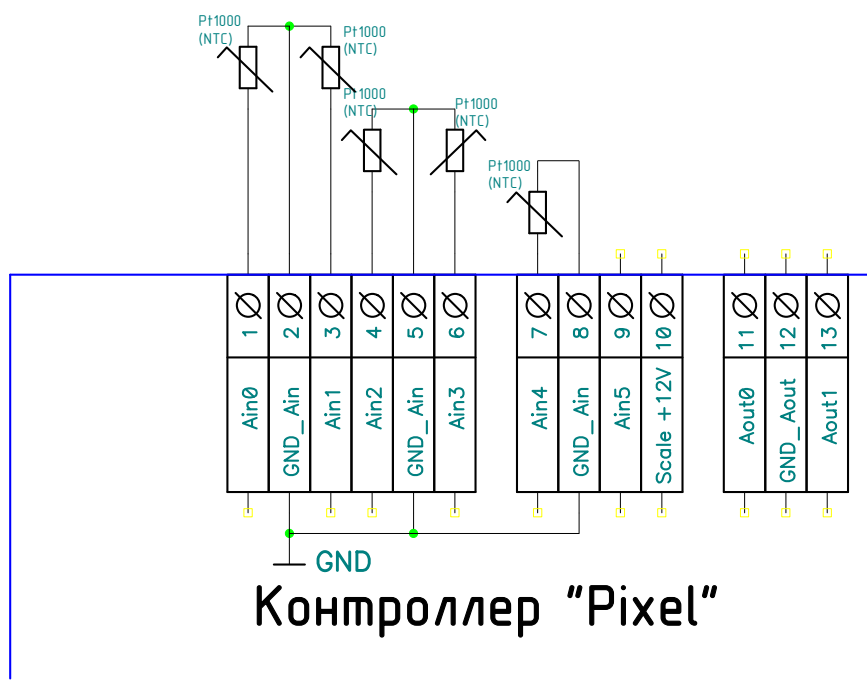 Pt1000
(NTC)
Pt1000
(NTC)
Pt1000
(NTC)
Pt1000
(NTC)
Pt1000
(NTC)
1
2
3
4
5
6
7
8
9
10
11
12
13
Ain0
GND_Ain
Ain1
Ain2
GND_Ain
Ain3
Ain4
GND_Ain
Ain5
Scale +12V
Aout0
GND_Aout
Aout1
GND
Контроллер "Pixel"